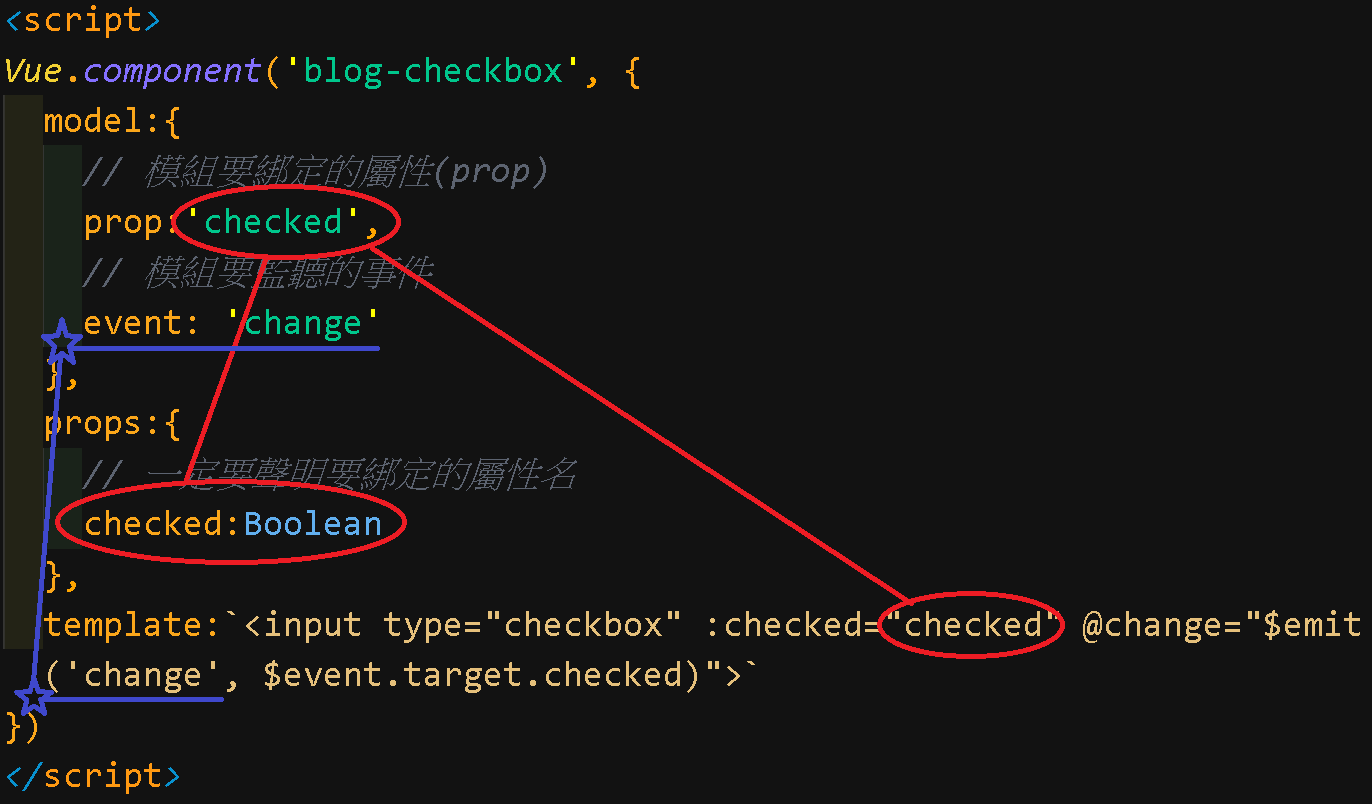 <script>
Vue.component('blog-checkbox', {
model:{
// 模組要綁定的屬性(prop)
prop:'checked',
// 模組要監聽的事件
event: 'change'
},
props:{
// 一定要聲明要綁定的屬性名
checked:Boolean
},
template:`<input type="checkbox" :checked="checked" @change="$emit
('change', $event.target.checked)">`
})
</script>